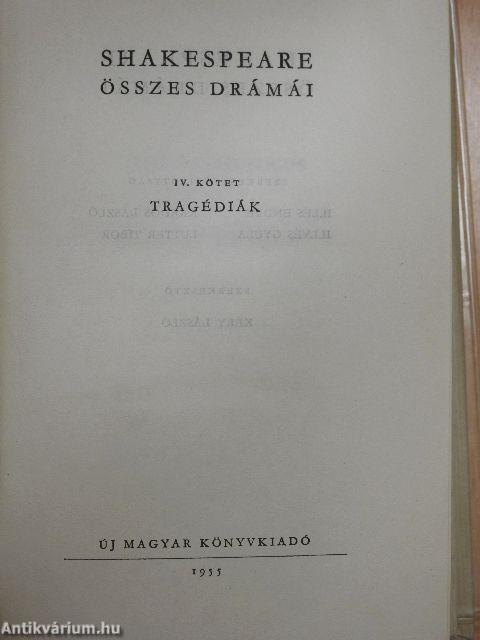 SHAKESPEARE
ÖSSZES DRÁMÁI
IV. KÖTET
TRAGÉDIÁK
ÚJ MAGYAR KÖNYVKIADÓ
1955
Antikvárium.hu